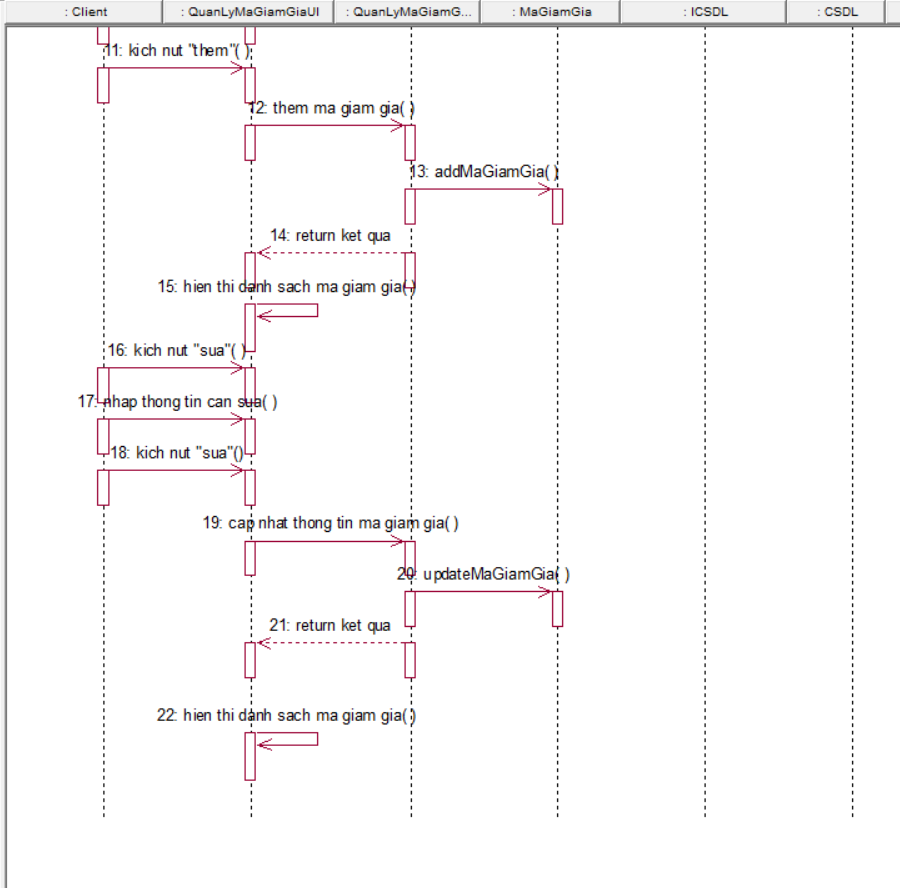 : Client
: QuanLyMaGiamGiaUI
: QuanLyMaGiamG...
: MaGiamGia
: ICSDL
: CSDL
11: kich nut "them"( )
12: them ma giam gia( )
13: addMaGiamGia( )
14: return ket qua
15: hien thi danh sach ma giam gia( )
16: kich nut "sua"( )
17: nhap thong tin can sua( )
18: kich nut "sua"()
19: cap nhat thong tin ma giam gia( )
20: updateMaGiamGia( )
21: return ket qua
22: hien thi danh sach ma giam gia( )